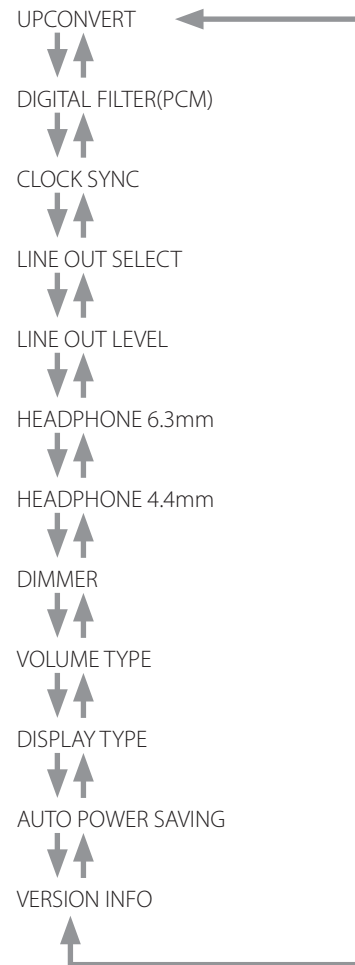 UPCONVERT
DIGITAL FILTER(PCM)
CLOCK SYNC
LINE OUT SELECT
LINE OUT LEVEL
HEADPHONE 6.3mm
HEADPHONE 4.4mm
DIMMER
VOLUME TYPE
DISPLAY TYPE
AUTO POWER SAVING
VERSION INFO